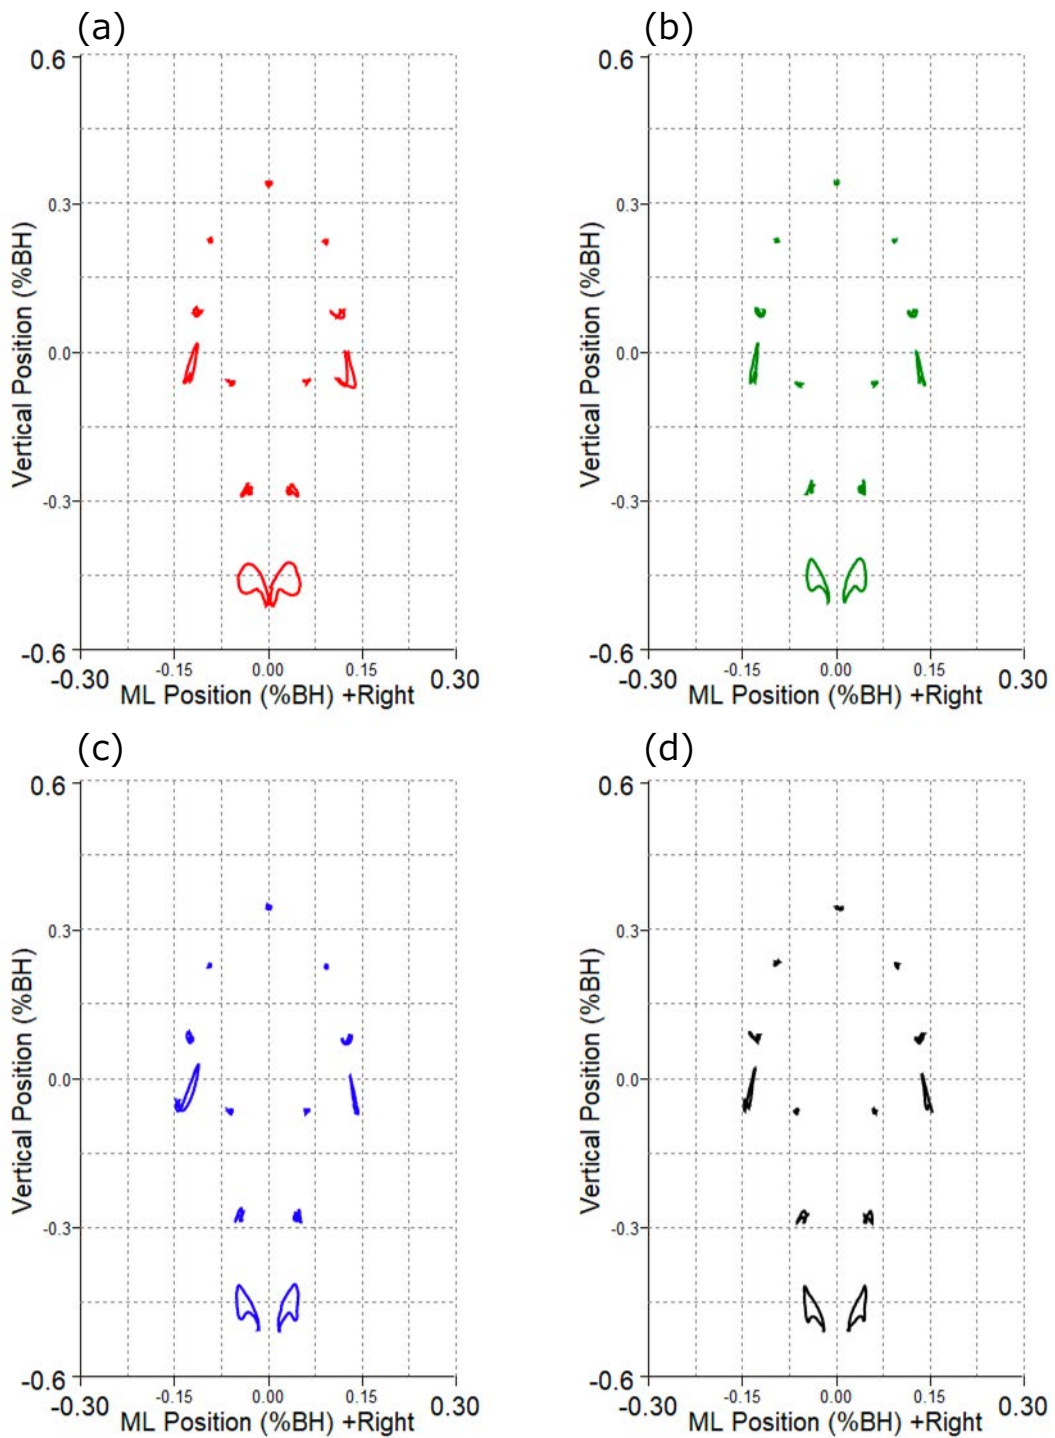 (a) (b)
0.6 0.6
0.3 0.3
0.0 0.0
-0.3 -0.3
-0.6 -0.6
Vertical Position (%BH) Vertical Position (%BH)
-0.15 0.00 0.15 -0.15 0.00 0.15
-0.30 0.30 -0.30 0.30
ML Position (%BH) +Right ML Position (%BH) +Right
(c) (d)
0.6 0.6
0.3 0.3
0.0 0.0
-0.3 -0.3
-0.6 -0.6
Vertical Position (%BH) Vertical Position (%BH)
-0.15 0.00 0.15 -0.15 0.00 0.15
-0.30 0.30 -0.30 0.30
ML Position (%BH) +Right ML Position (%BH) +Right